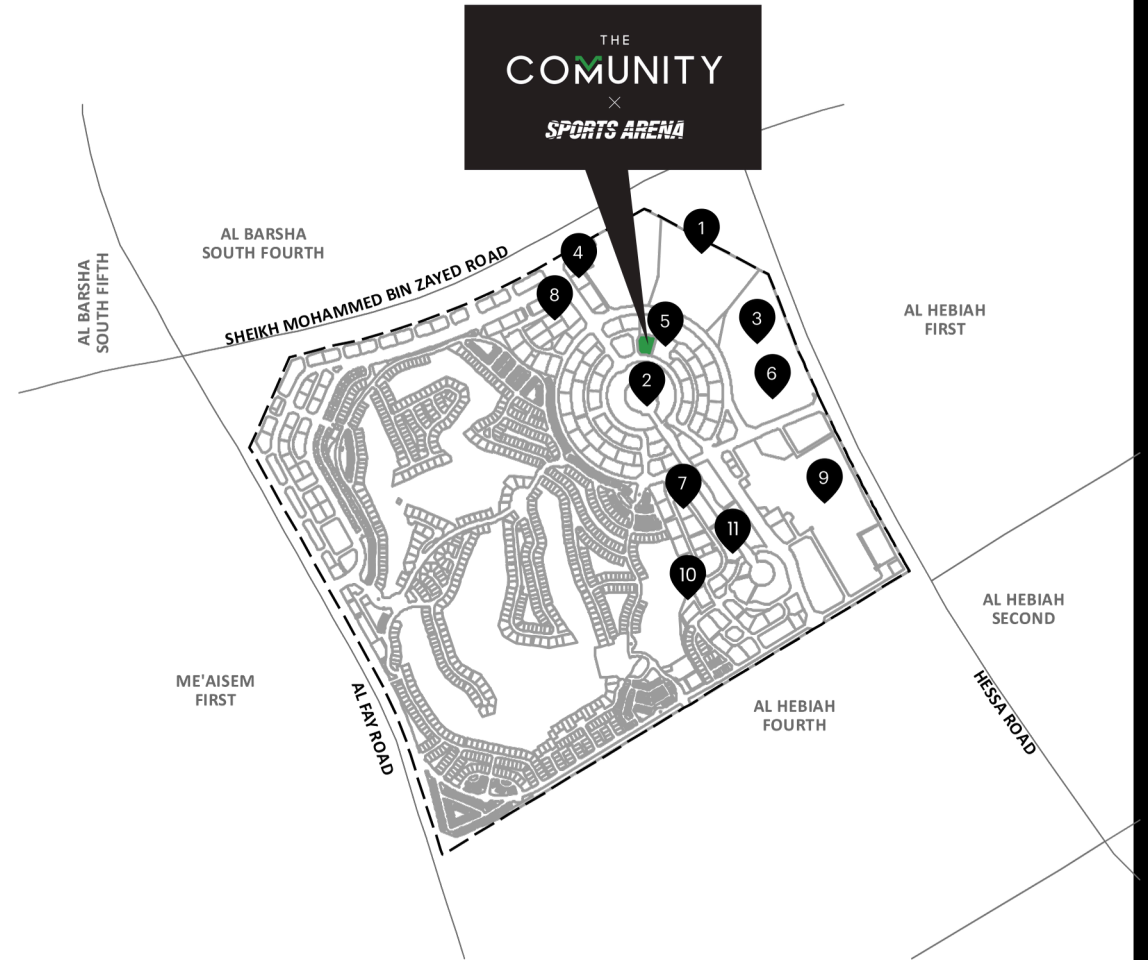 THE
COMUNITY
×
SPORTS ARENA
AL BARSHA
SOUTH FOURTH
AL BARSHA
SOUTH FIFTH
SHEIKH MOHAMMED BIN ZAYED ROAD
1
4
8
5
3
AL HEBIAH
FIRST
2
6
7
9
11
10
AL HEBIAH
SECOND
ME'AISEM
FIRST
AL FAY ROAD
AL HEBIAH
FOURTH
HESSA ROAD